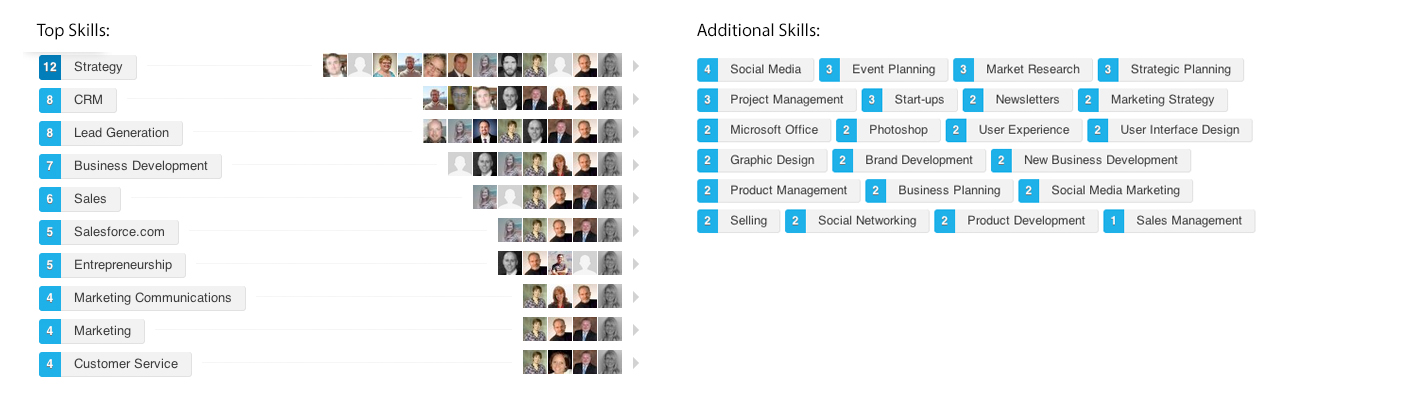 Top Skills:
12 Strategy
8 CRM
8 Lead Generation
7 Business Development
6 Sales
5 Salesforce.com
5 Entrepreneurship
4 Marketing Communications
4 Marketing
4 Customer Service
Additional Skills:
4 Social Media 3 Event Planning 3 Market Research 3 Strategic Planning
3 Project Management 3 Start-ups 2 Newsletters 2 Marketing Strategy
2 Microsoft Office 2 Photoshop 2 User Experience 2 User Interface Design
2 Graphic Design 2 Brand Development 2 New Business Development
2 Product Management 2 Business Planning 2 Social Media Marketing
2 Selling 2 Social Networking 2 Product Development 1 Sales Management